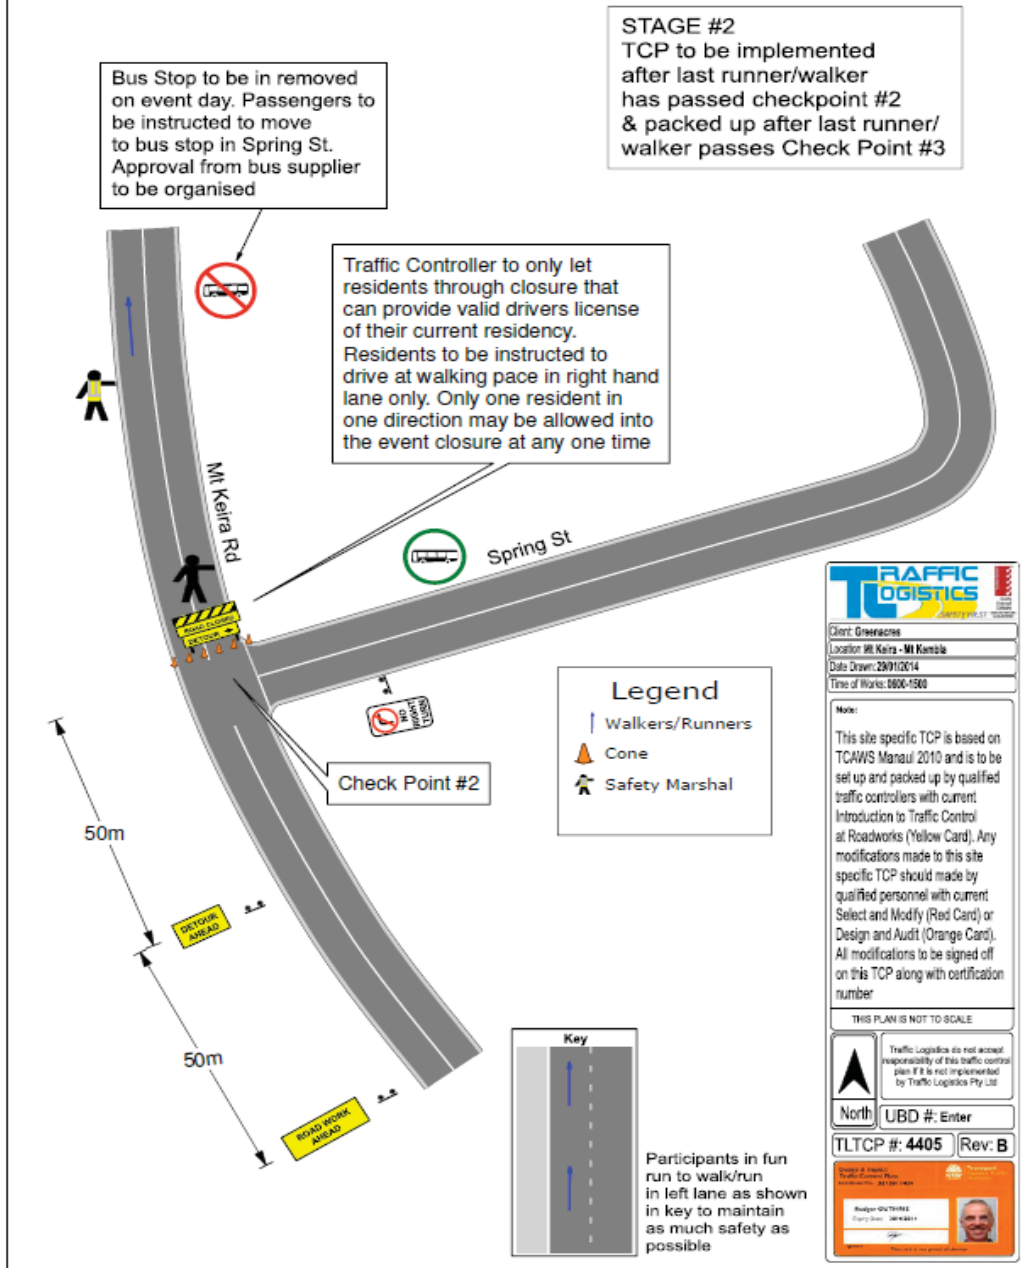 STAGE #2
TCP to be implemented
after last runner/walker
has passed checkpoint #2
& packed up after last runner/
walker passes Check Point #3
Bus Stop to be in removed
on event day. Passengers to
be instructed to move
to bus stop in Spring St.
Approval from bus supplier
to be organised
Traffic Controller to only let
residents through closure that
can provide valid drivers license
of their current residency.
Residents to be instructed to
drive at walking pace in right hand
lane only. Only one resident in
one direction may be allowed into
the event closure at any one time
Mt Keira Rd
Spring St
ROAD CLOSED
DETOUR
NO
RIGHT
TURN
Check Point #2
Legend
Walkers/Runners
Cone
Safety Marshal
50m
DETOUR
AHEAD
50m
ROAD WORK
AHEAD
Key
Participants in fun
run to walk/run
in left lane as shown
in key to maintain
as much safety as
possible
TRAFFIC
LOGISTICS
SAFETY FIRST
Client: Greenacres
Location: Mt Keira - Mt Kembla
Date Drawn: 29/01/2014
Time of Works: 0600-1500
Note:
This site specific TCP is based on
TCAWS Manaul 2010 and is to be
set up and packed up by qualified
traffic controllers with current
Introduction to Traffic Control
at Roadworks (Yellow Card). Any
modifications made to this site
specific TCP should made by
qualified personnel with current
Select and Modify (Red Card) or
Design and Audit (Orange Card).
All modifications to be signed off
on this TCP along with certification
number
THIS PLAN IS NOT TO SCALE
Traffic Logistics do not accept
responsibility of this traffic control
plan if it is not implemented
by Traffic Logistics Pty Ltd
North
UBD #: Enter
TLTCP #: 4405
Rev: B
Traffic Control Plans
Transport